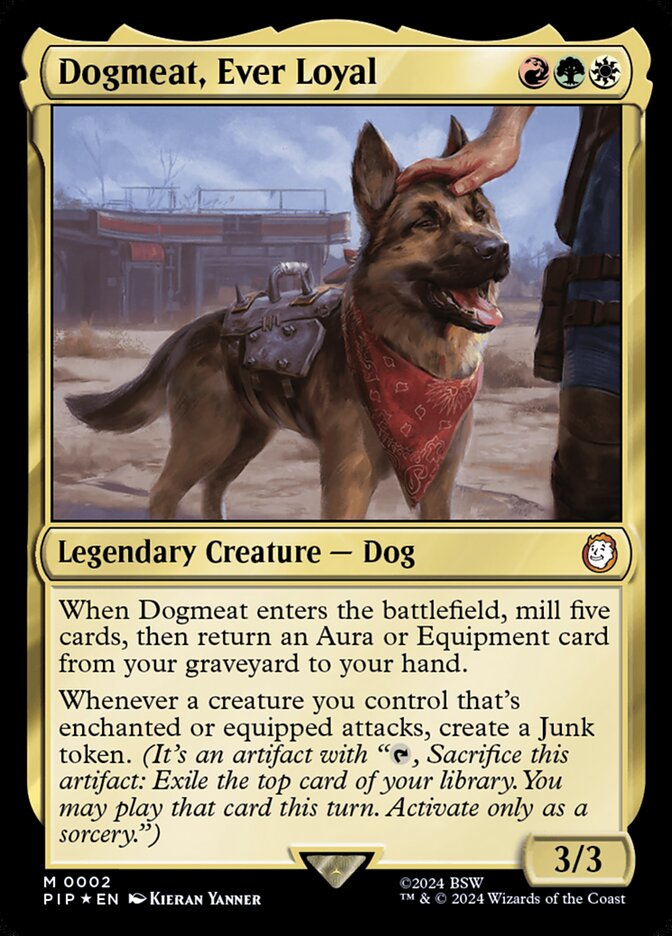 Dogmeat, Ever Loyal
Legendary Creature — Dog
When Dogmeat enters the battlefield, mill five
cards, then return an Aura or Equipment card
from your graveyard to your hand.
Whenever a creature you control that's
enchanted or equipped attacks, create a Junk
token. (It's an artifact with “, Sacrifice this
artifact: Exile the top card of your library. You
may play that card this turn. Activate only as a
sorcery.”)
3/3
M 0002
PIP ★ EN Kieran Yanner
©2024 BSW
™ & © 2024 Wizards of the Coast